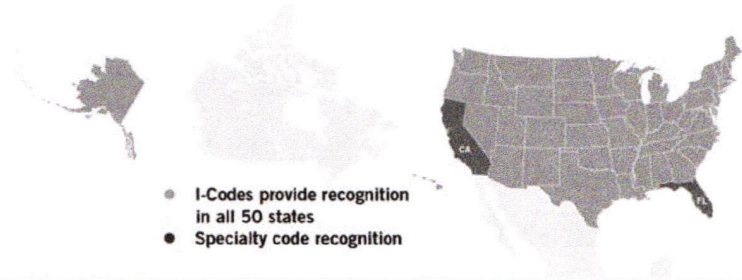 CA
FL
I-Codes provide recognition
in all 50 states
Specialty code recognition